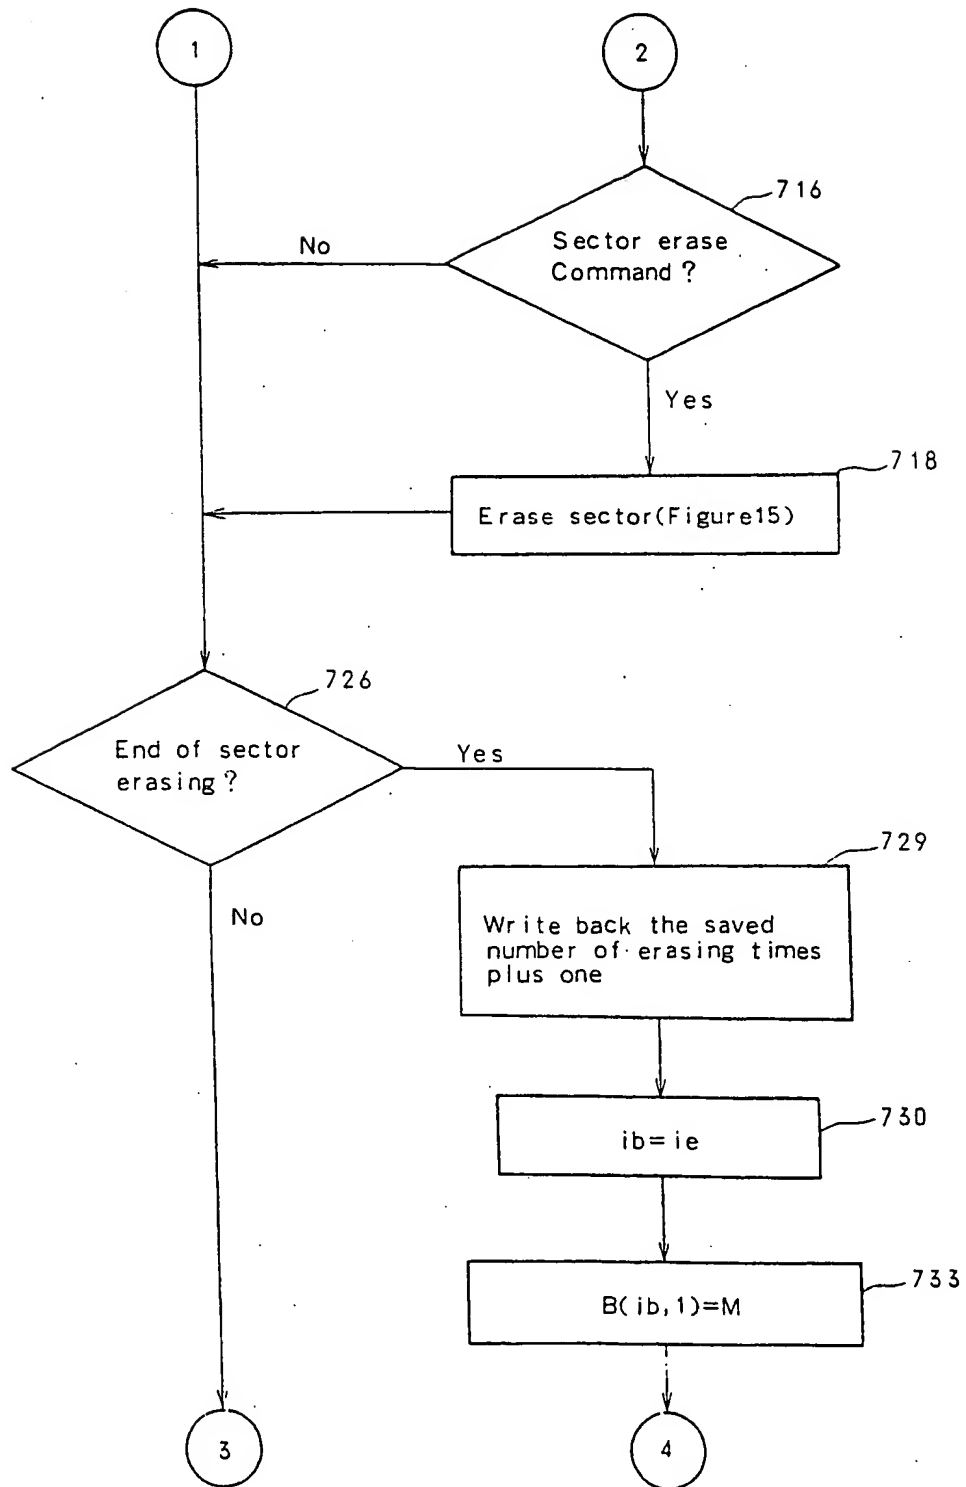 1
2
716
Sector erase
Command?
No
Yes
718
Erase sector(Figure15)
726
End of sector
erasing?
Yes
729
No
Write back the saved
number of erasing times
plus one
730
ib=ie
733
B(ib,1)=M
3
4